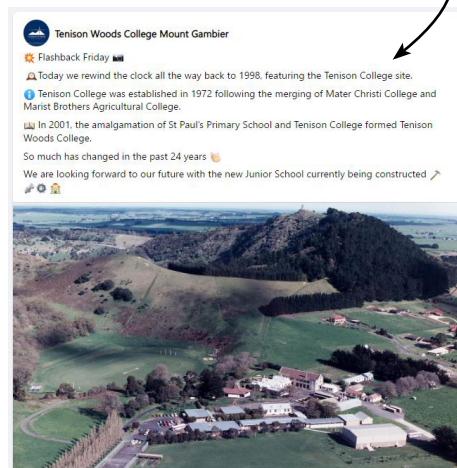 Tenison Woods College Mount Gambier
💥 Flashback Friday 📸
🕰️Today we rewind the clock all the way back to 1998, featuring the Tenison College site.
ℹ️ Tenison College was established in 1972 following the merging of Mater Christi College and
Marist Brothers Agricultural College.
📖 In 2001, the amalgamation of St Paul's Primary School and Tenison College formed Tenison
Woods College.
So much has changed in the past 24 years 👏🏼
We are looking forward to our future with the new Junior School currently being constructed 🔨
🔧⚙️🏠